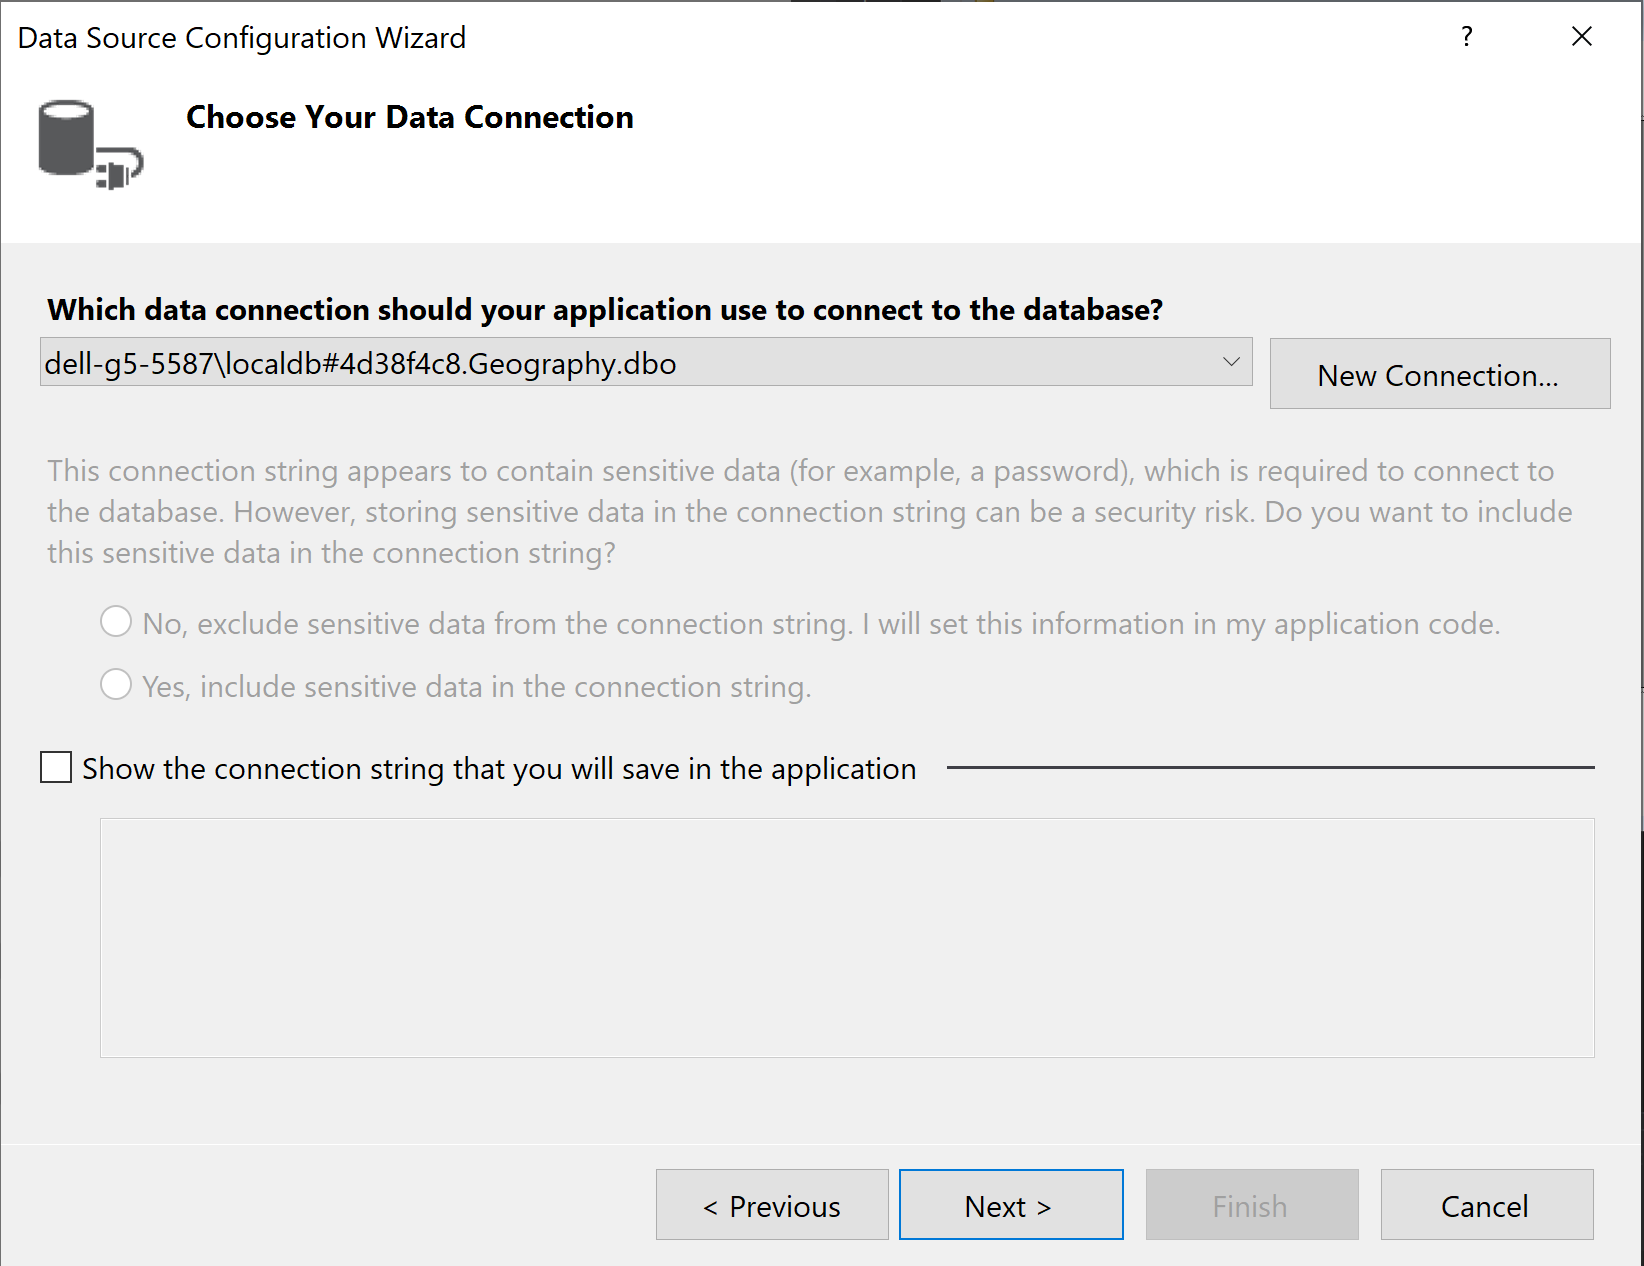 Data Source Configuration Wizard
?
Choose Your Data Connection
Which data connection should your application use to connect to the database?
dell-g5-5587\localdb#4d38f4c8.Geography.dbo
New Connection...
This connection string appears to contain sensitive data (for example, a password), which is required to connect to
the database. However, storing sensitive data in the connection string can be a security risk. Do you want to include
this sensitive data in the connection string?
No, exclude sensitive data from the connection string. I will set this information in my application code.
Yes, include sensitive data in the connection string.
Show the connection string that you will save in the application
< Previous
Next >
Finish
Cancel